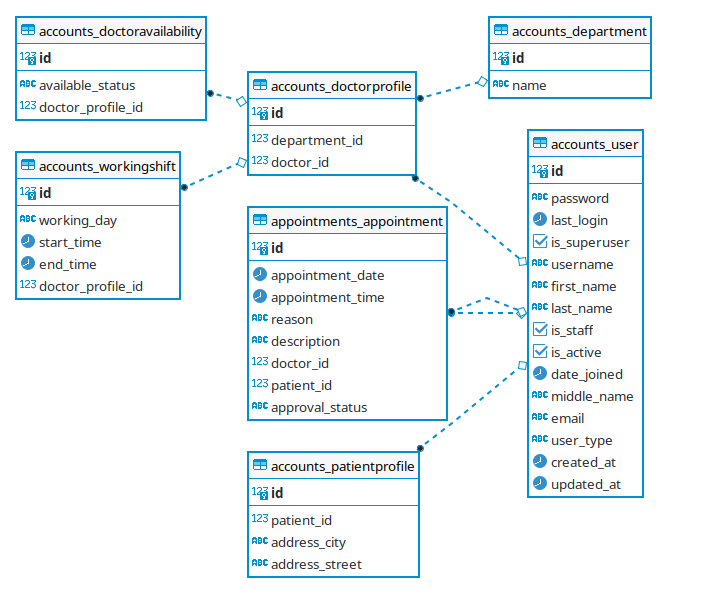 accounts_doctoravailability
123 id
ABC available_status
123 doctor_profile_id
accounts_workingshift
123 id
ABC working_day
start_time
end_time
123 doctor_profile_id
accounts_doctorprofile
123 id
123 department_id
123 doctor_id
appointments_appointment
123 id
appointment_date
appointment_time
ABC reason
ABC description
123 doctor_id
123 patient_id
ABC approval_status
accounts_patientprofile
123 id
123 patient_id
ABC address_city
ABC address_street
accounts_department
123 id
ABC name
accounts_user
123 id
ABC password
last_login
is_superuser
ABC username
ABC first_name
ABC last_name
is_staff
is_active
date_joined
ABC middle_name
ABC email
ABC user_type
created_at
updated_at